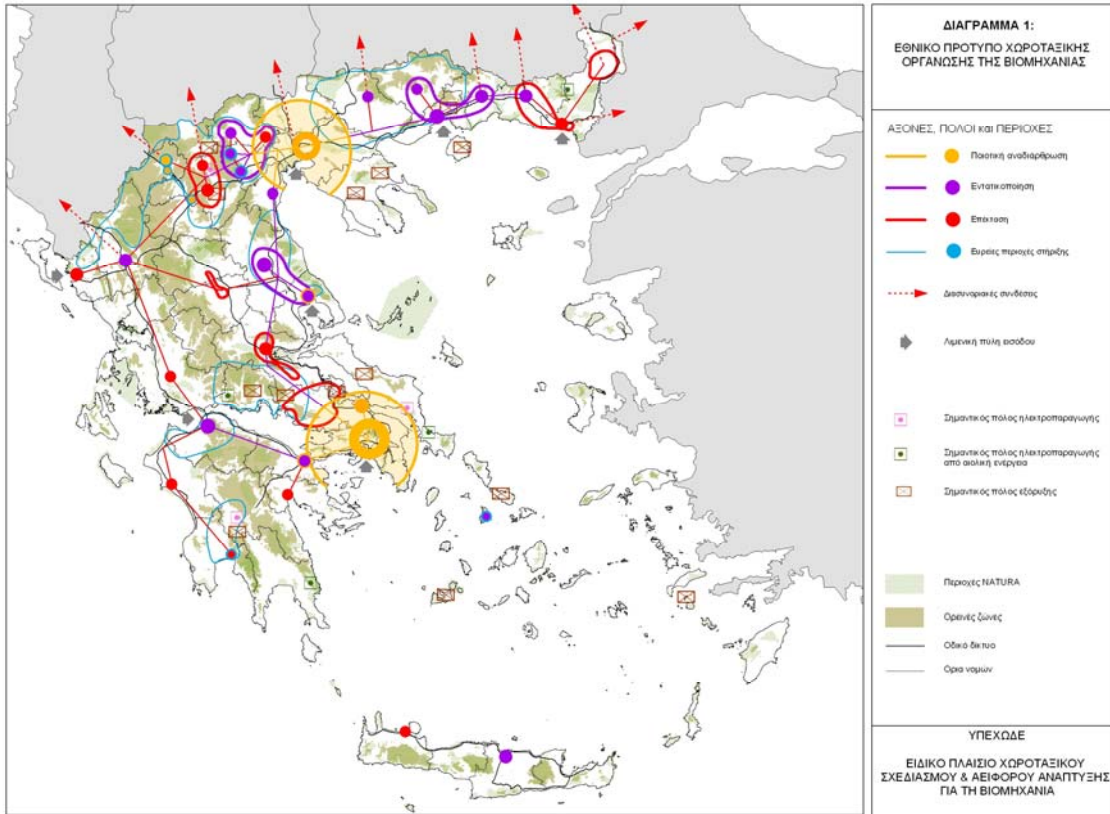 ΔΙΑΓΡΑΜΜΑ 1:
ΕΘΝΙΚΟ ΠΡΟΤΥΠΟ ΧΩΡΟΤΑΞΙΚΗΣ
ΟΡΓΑΝΩΣΗΣ ΤΗΣ ΒΙΟΜΗΧΑΝΙΑΣ
ΑΞΟΝΕΣ, ΠΟΛΟΙ και ΠΕΡΙΟΧΕΣ
Ποιοτική αναδιάρθρωση
Εντατικοποίηση
Επέκταση
Ευρείες περιοχές στήριξης
Διασυνοριακές συνδέσεις
Λιμενική πύλη εισόδου
Σημαντικός πόλος ηλεκτροπαραγωγής
Σημαντικός πόλος ηλεκτροπαραγωγής
από αιολική ενέργεια
Σημαντικός πόλος εξόρυξης
Περιοχές NATURA
Ορεινές ζώνες
Οδικό δίκτυο
Ορια νομών
ΥΠΕΧΩΔΕ
ΕΙΔΙΚΟ ΠΛΑΙΣΙΟ ΧΩΡΟΤΑΞΙΚΟΥ
ΣΧΕΔΙΑΣΜΟΥ & ΑΕΙΦΟΡΟΥ ΑΝΑΠΤΥΞΗΣ
ΓΙΑ ΤΗ ΒΙΟΜΗΧΑΝΙΑ